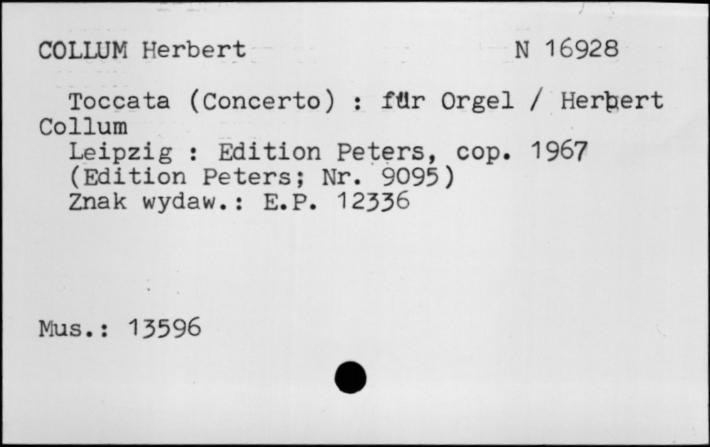 COLLUM Herbert N 16928
Toccata (Concerto) : für Orgel / Herbert
Collum
Leipzig : Edition Peters, cop. 1967
(Edition Peters; Nr. 9095)
Znak wydaw.: E.P. 12336
Mus.: 13596